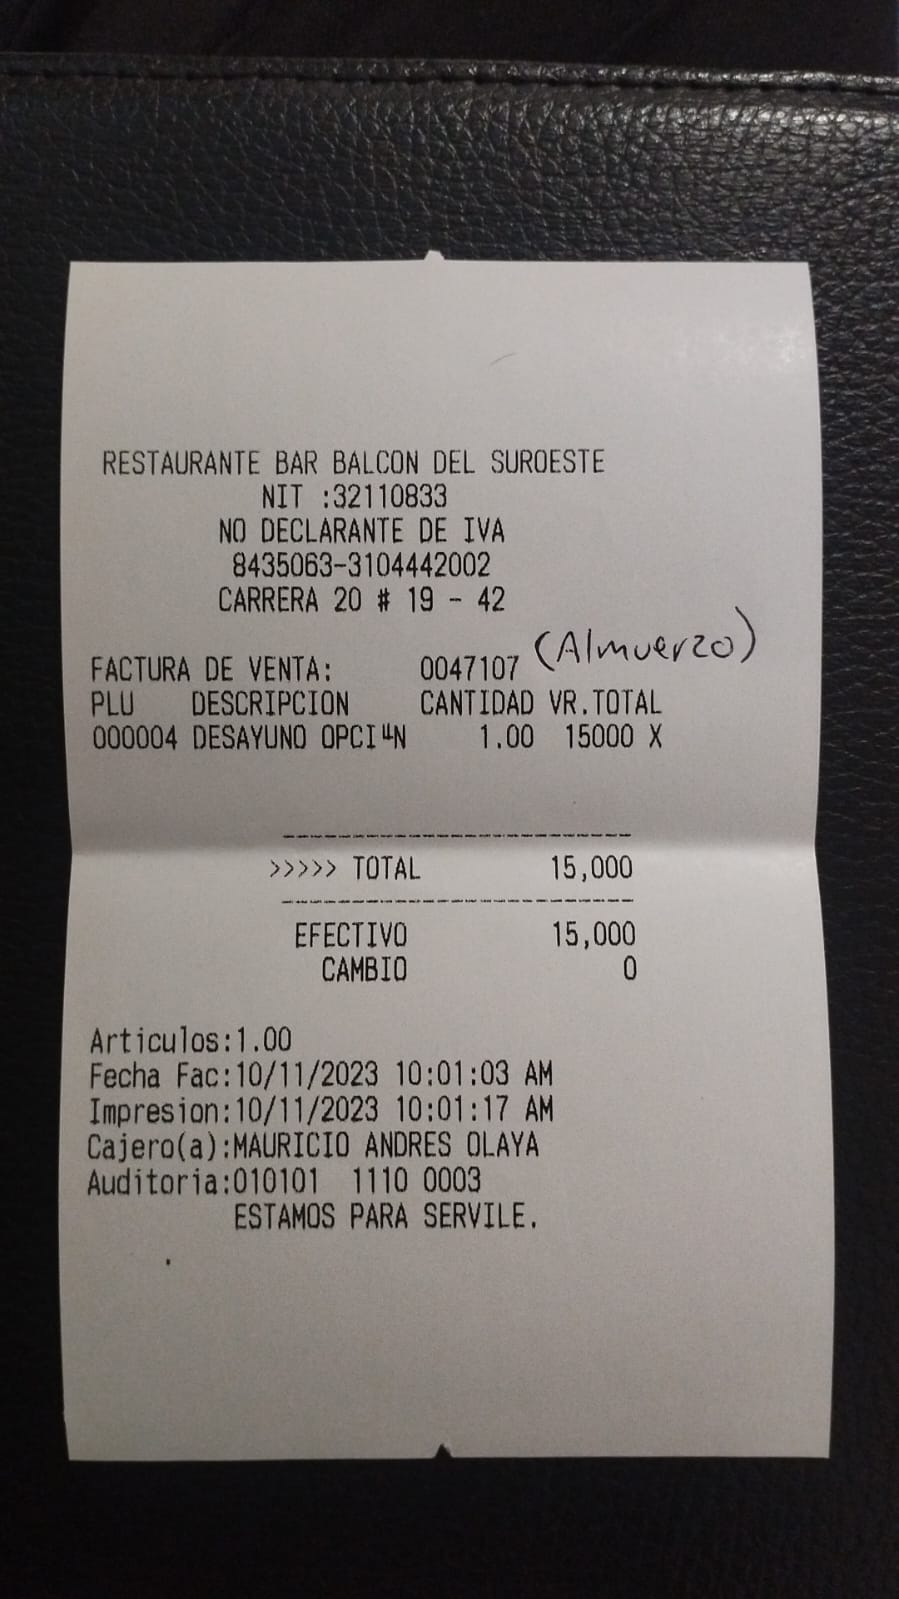 RESTAURANTE BAR BALCON DEL SUROESTE
NIT :32110833
NO DECLARANTE DE IVA
8435063-3104442002
CARRERA 20 # 19 - 42
FACTURA DE VENTA: 0047107 (Almuerzo)
PLU DESCRIPCION CANTIDAD VR.TOTAL
000004 DESAYUNO OPCI╨N 1.00 15000 X
>>>>> TOTAL 15,000
EFECTIVO 15,000
CAMBIO 0
Articulos:1.00
Fecha Fac:10/11/2023 10:01:03 AM
Impresion:10/11/2023 10:01:17 AM
Cajero(a):MAURICIO ANDRES OLAYA
Auditoria:010101 1110 0003
ESTAMOS PARA SERVILE.